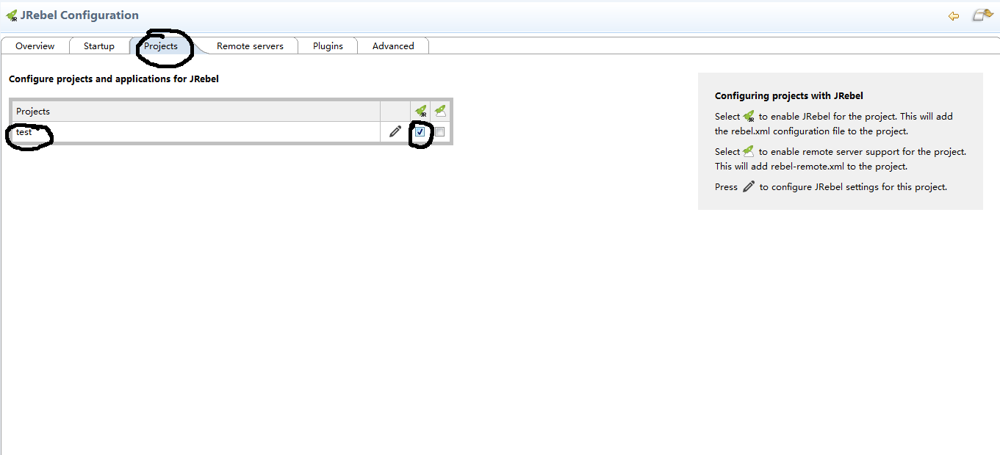 JRebel Configuration
Overview Startup Projects Remote servers Plugins Advanced
Configure projects and applications for JRebel
Projects
JR
test
Configuring projects with JRebel
Select JR to enable JRebel for the project. This will add
the rebel.xml configuration file to the project.
Select to enable remote server support for the project.
This will add rebel-remote.xml to the project.
Press to configure JRebel settings for this project.